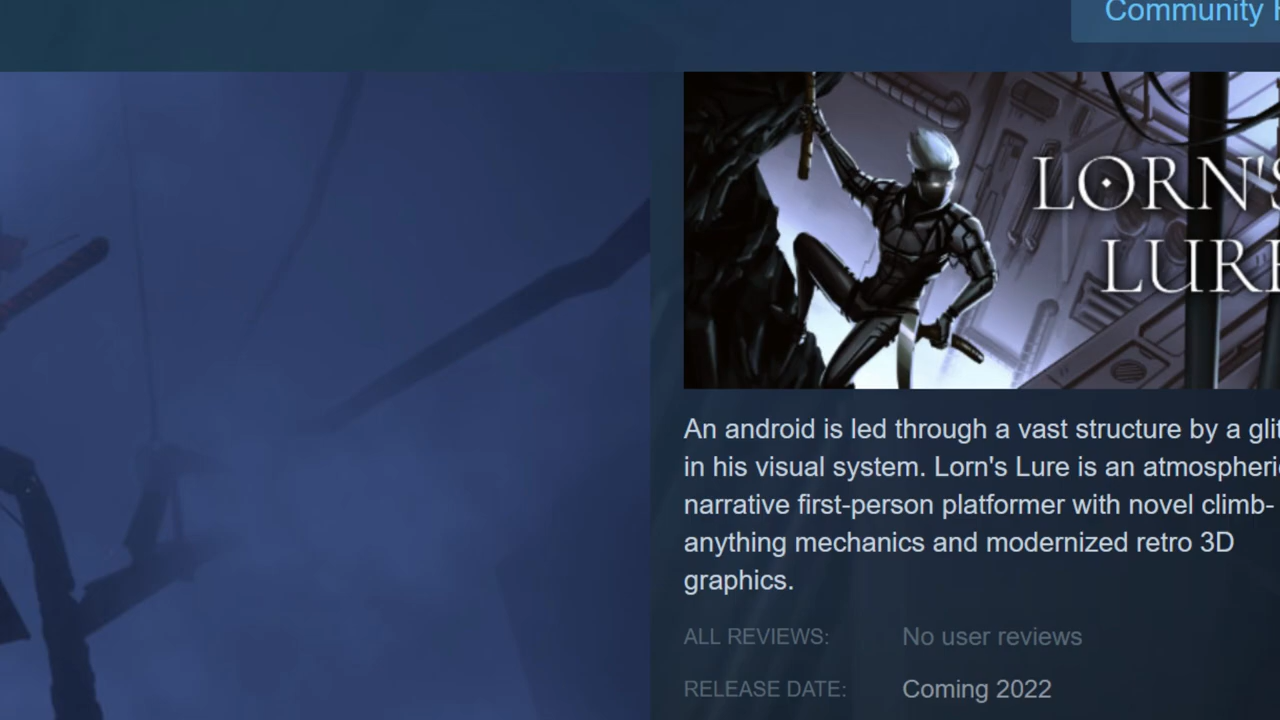 Community
LORN'S
LURE
An android is led through a vast structure by a
in his visual system. Lorn's Lure is an atmospheric
narrative first-person platformer with novel climb-
anything mechanics and modernized retro 3D
graphics.
ALL REVIEWS: No user reviews
RELEASE DATE: Coming 2022